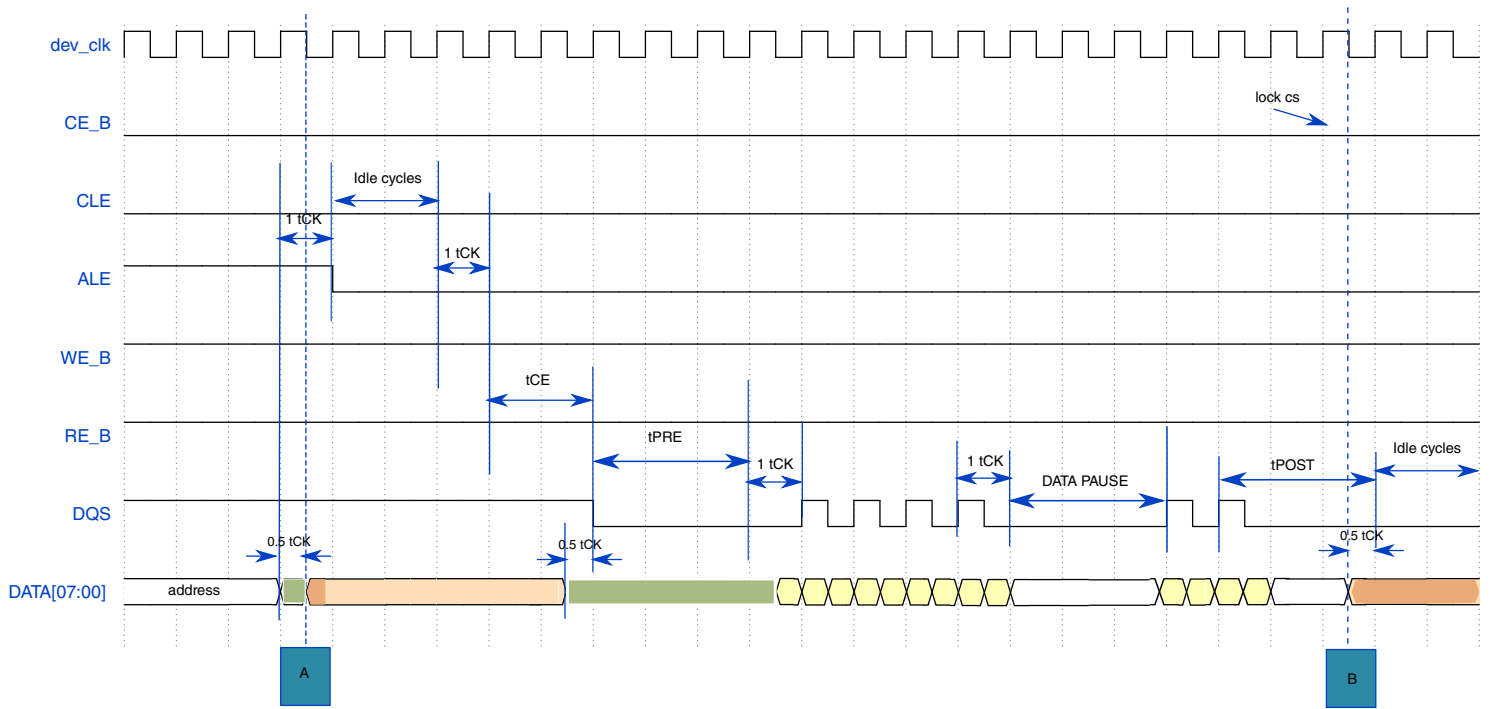 dev_clk
lock cs
CE_B
Idle cycles
CLE
1 tCK
1 tCK
ALE
WE_B
tCE
RE_B
tPRE
1 tCK
1 tCK
DATA PAUSE
tPOST
Idle cycles
DQS
0.5 tCK
0.5 tCK
0.5 tCK
DATA[07:00]
address
A
B